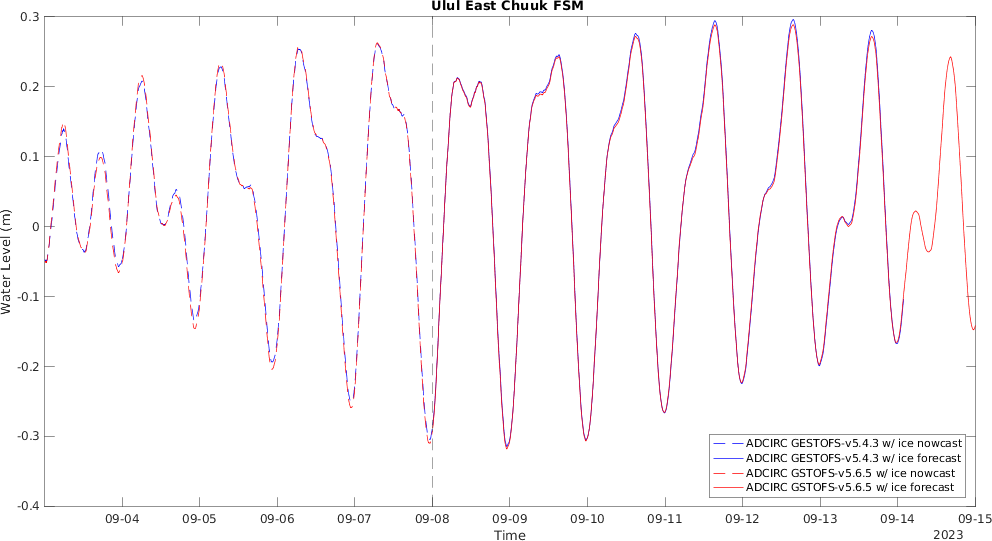 Ulul East Chuuk FSM
0.3
0.2
0.1
0
-0.1
-0.2
-0.3
-0.4
Water Level (m)
ADCIRC GESTOFS-v5.4.3 w/ ice nowcast
ADCIRC GESTOFS-v5.4.3 w/ ice forecast
ADCIRC GSTOFS-v5.6.5 w/ ice nowcast
ADCIRC GSTOFS-v5.6.5 w/ ice forecast
09-04 09-05 09-06 09-07 09-08 09-09 09-10 09-11 09-12 09-13 09-14 09-15
Time
2023